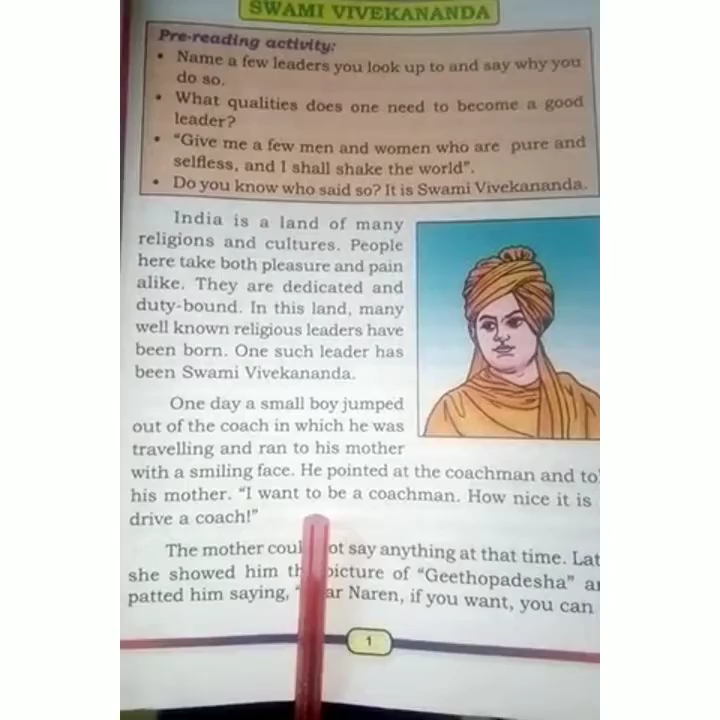 SWAMI VIVEKANANDA
Pre-reading activity:
• Name a few leaders you look up to and say why you
do so.
• What qualities does one need to become a good
leader?
• "Give me a few men and women who are pure and
selfless, and I shall shake the world".
• Do you know who said so? It is Swami Vivekananda.
India is a land of many
religions and cultures. People
here take both pleasure and pain
alike. They are dedicated and
duty-bound. In this land, many
well known religious leaders have
been born. One such leader has
been Swami Vivekananda.
One day a small boy jumped
out of the coach in which he was
travelling and ran to his mother
with a smiling face. He pointed at the coachman and
his mother. "I want to be a coachman. How nice it is
drive a coach!"
The mother say anything at that time.
she showed him picture of "Geethopadesha"
patted him saying, Naren, if you want, you can
1